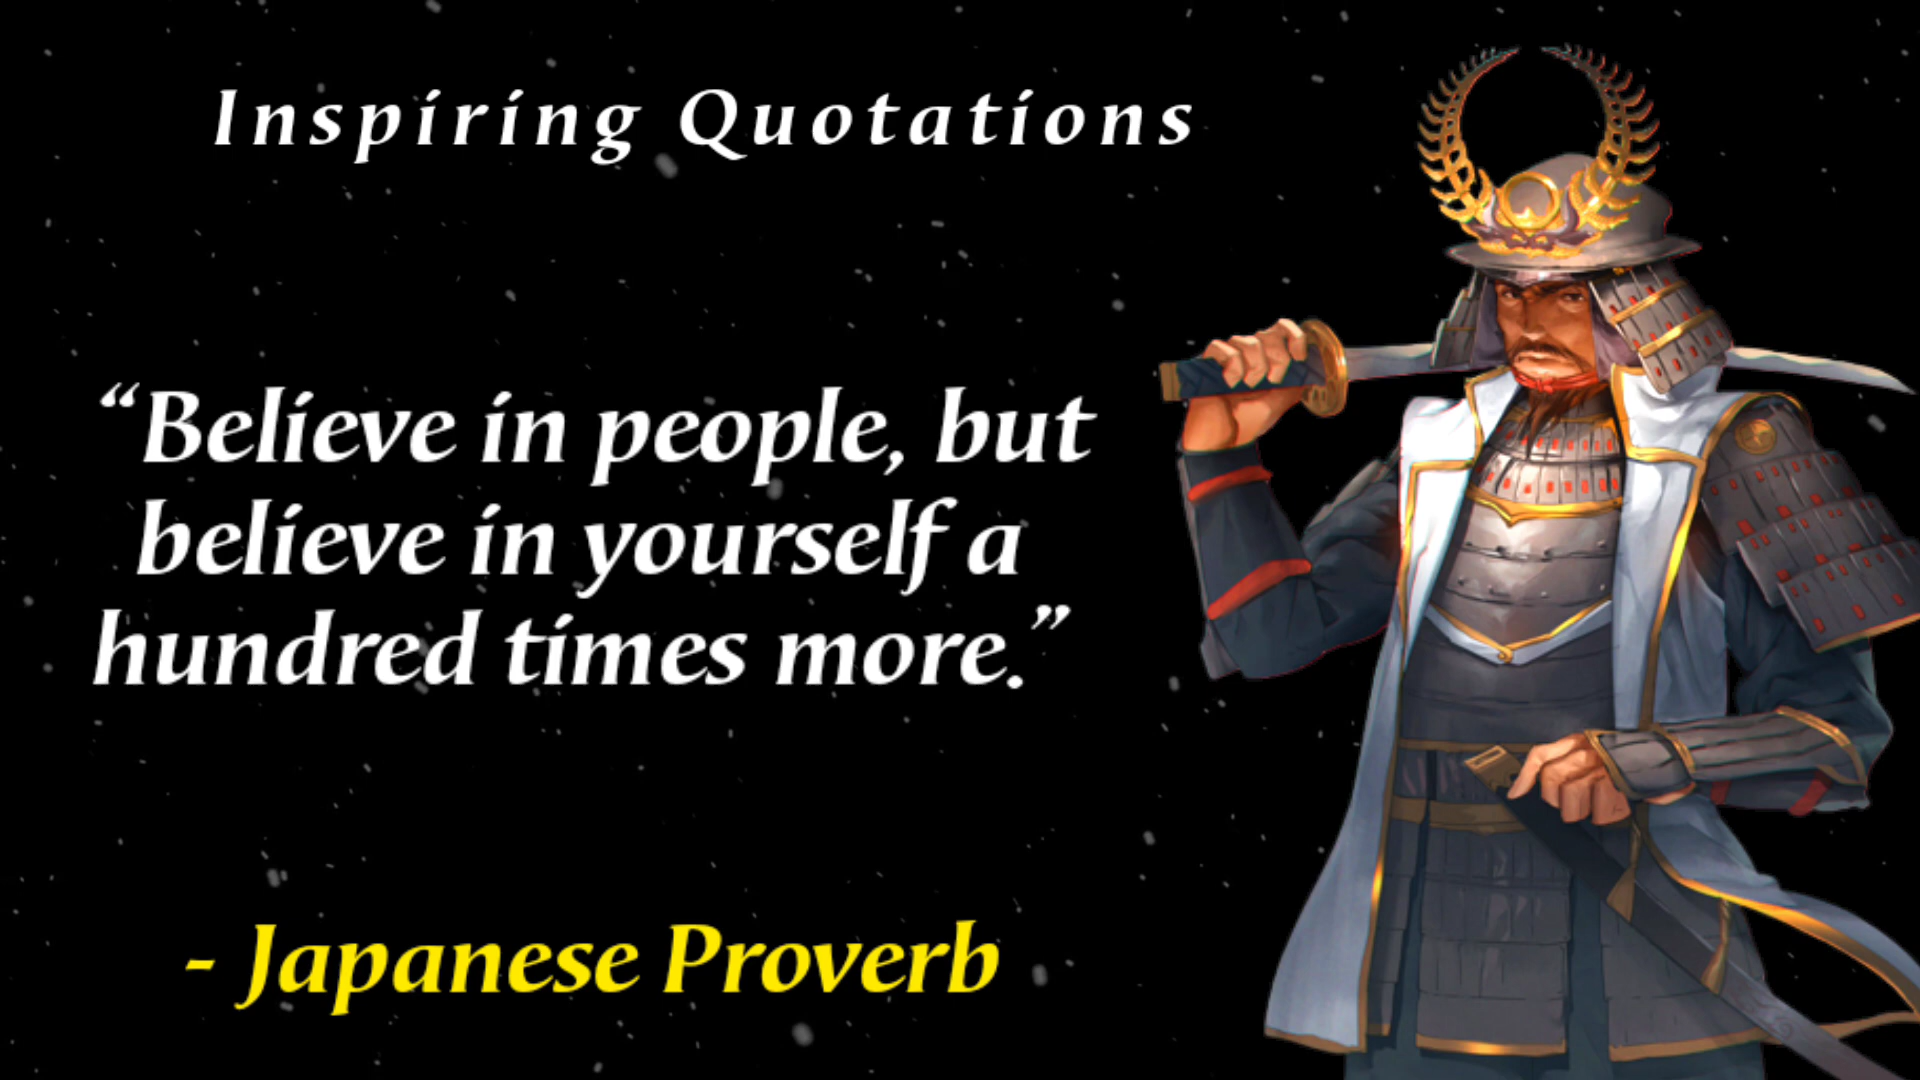 Inspiring Quotations
“Believe in people, but
believe in yourself a
hundred times more.”
- Japanese Proverb